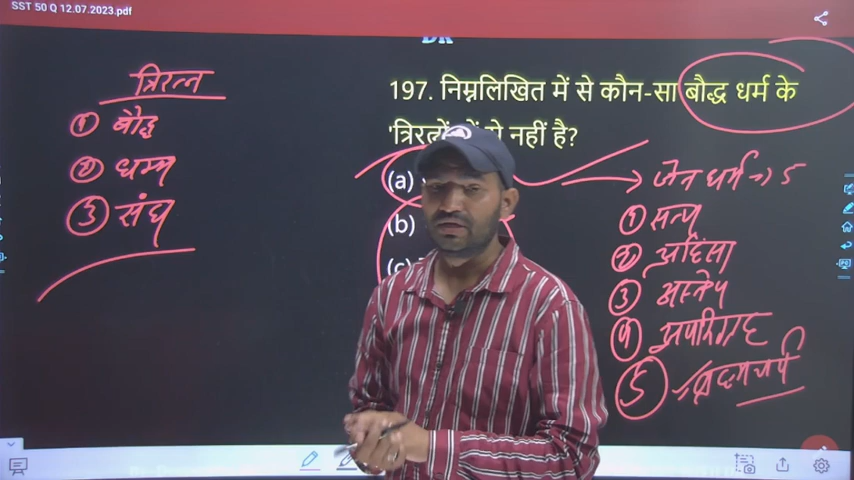 SST 50 Q 12.07.2023.pdf
त्रिरत्न
① बौद्ध
② धम्म
③ संघ
197. निम्नलिखित में से कौन-सा बौद्ध धर्म के
नहीं है?
(a)
(b)
(c)
जैन धर्म → 5
① सत्य
② अहिंसा
③ अस्तेय
④ अपरिग्रह
⑤ ब्रह्मचर्य